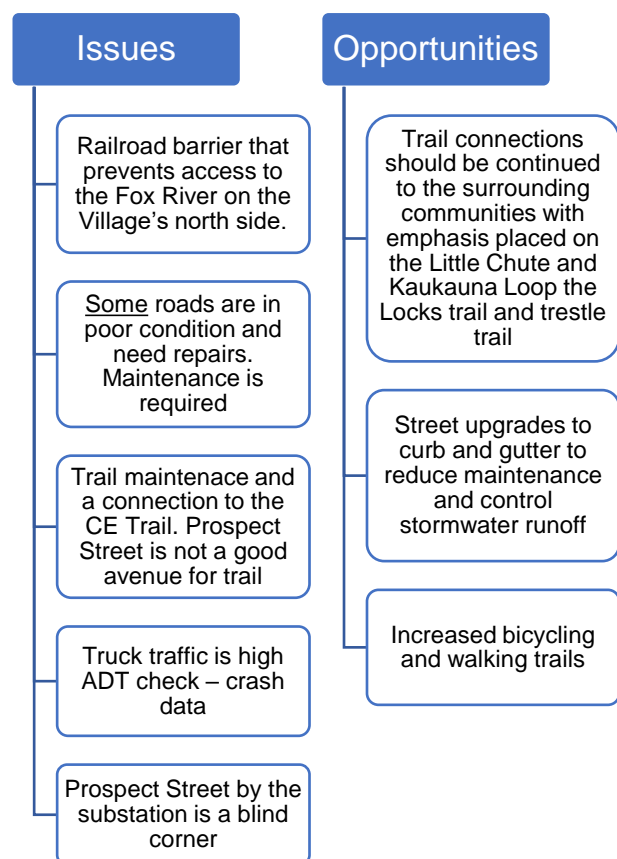 Issues
Railroad barrier that
prevents access to
the Fox River on the
Village’s north side.
Some roads are in
poor condition and
need repairs.
Maintenance is
required
Trail maintenace and
a connection to the
CE Trail. Prospect
Street is not a good
avenue for trail
Truck traffic is high
ADT check – crash
data
Prospect Street by the
substation is a blind
corner
Opportunities
Trail connections
should be continued
to the surrounding
communities with
emphasis placed on
the Little Chute and
Kaukauna Loop the
Locks trail and trestle
trail
Street upgrades to
curb and gutter to
reduce maintenance
and control
stormwater runoff
Increased bicycling
and walking trails